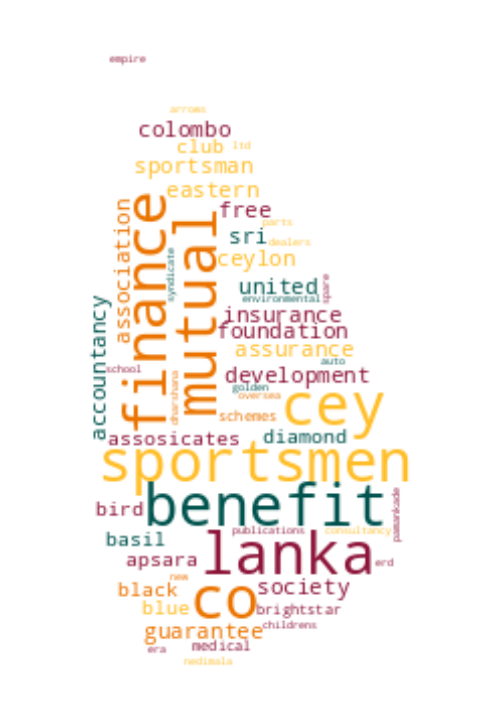 empire
arrows
colombo
club ltd
sportsman
eastern
finance
mutual
association
free
parts
sri
dealers
ceylon
syndicate
united
spare
environmental
accountancy
insurance
foundation
assurance
auto
school
development
dharshana
golden
oversea
cey
schemes
assosicates
diamond
sportsmen
benefit
bird
pamankade
publications
consultancy
basil
lanka
apsara
erd
new
black
society
co
blue
brightstar
guarantee
childrens
era
medical
nedimala